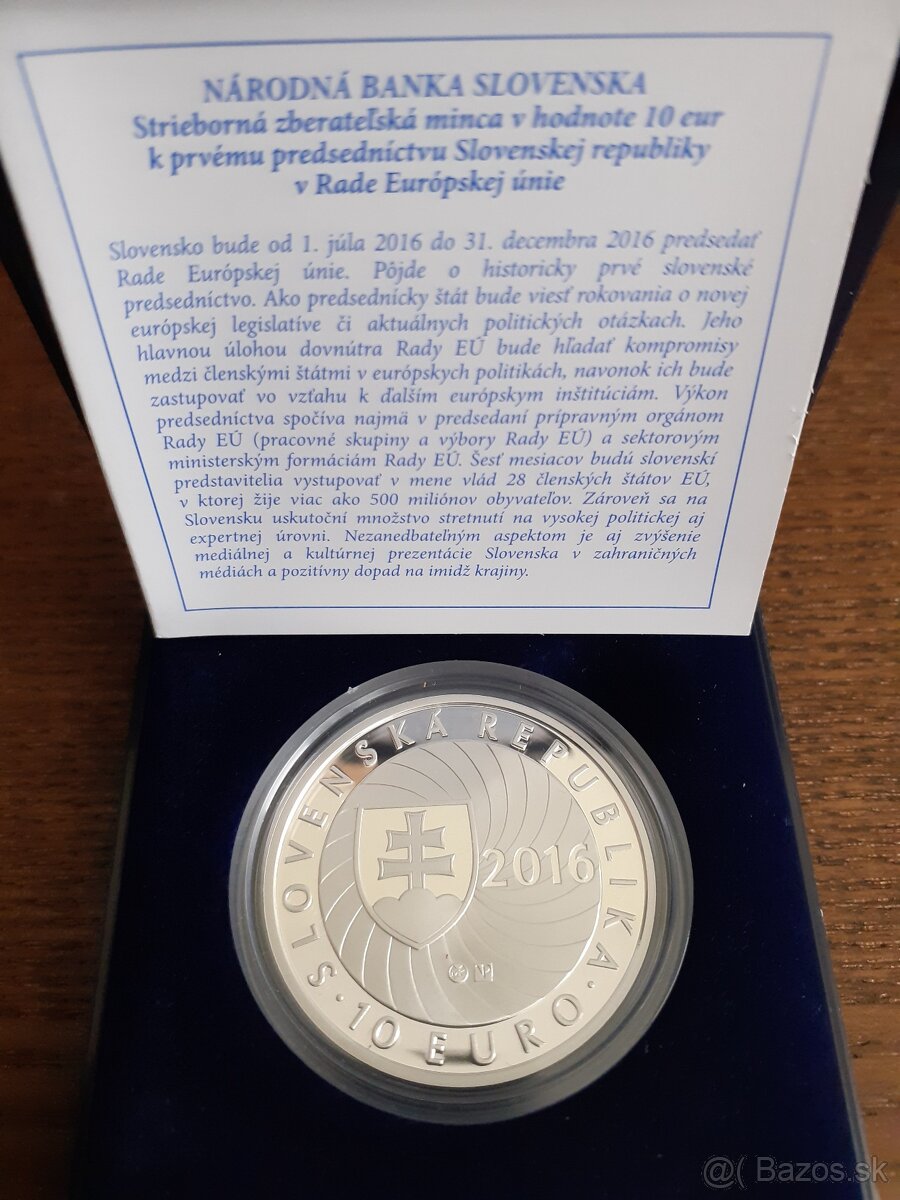 NÁRODNÁ BANKA SLOVENSKA
Strieborná zberateľská minca v hodnote 10 eur
k prvému predsedníctvu Slovenskej republiky
v Rade Európskej únie
Slovensko bude od 1. júla 2016 do 31. decembra 2016 predsedať
Rade Európskej únie. Pôjde o historicky prvé slovenské
predsedníctvo. Ako predsednícky štát bude viesť rokovania o novej
európskej legislatíve či aktuálnych politických otázkach. Jeho
hlavnou úlohou dovnútra Rady EÚ bude hľadať kompromisy
medzi členskými štátmi v európskych politikách, navonok ich bude
zastupovať vo vzťahu k ďalším európskym inštitúciám. Výkon
predsedníctva spočíva najmä v predsedaní prípravným orgánom
Rady EÚ (pracovné skupiny a výbory Rady EÚ) a sektorovým
ministerským formáciám Rady EÚ. Šesť mesiacov budú slovenskí
predstavitelia vystupovať v mene vlád 28 členských štátov EÚ,
v ktorej žije viac ako 500 miliónov obyvateľov. Zároveň sa na
Slovensku uskutoční množstvo stretnutí na vysokej politickej aj
expertnej úrovni. Nezanedbateľným aspektom je aj zvýšenie
mediálnej a kultúrnej prezentácie Slovenska v zahraničných
médiách a pozitívny dopad na imidž krajiny.
SLOVENSKÁ REPUBLIKA
2016
· 10 EURO ·
@( Bazos.sk